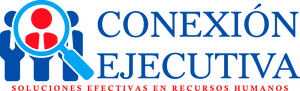 CONEXIÓN
EJECUTIVA
SOLUCIONES EFECTIVAS EN RECURSOS HUMANOS